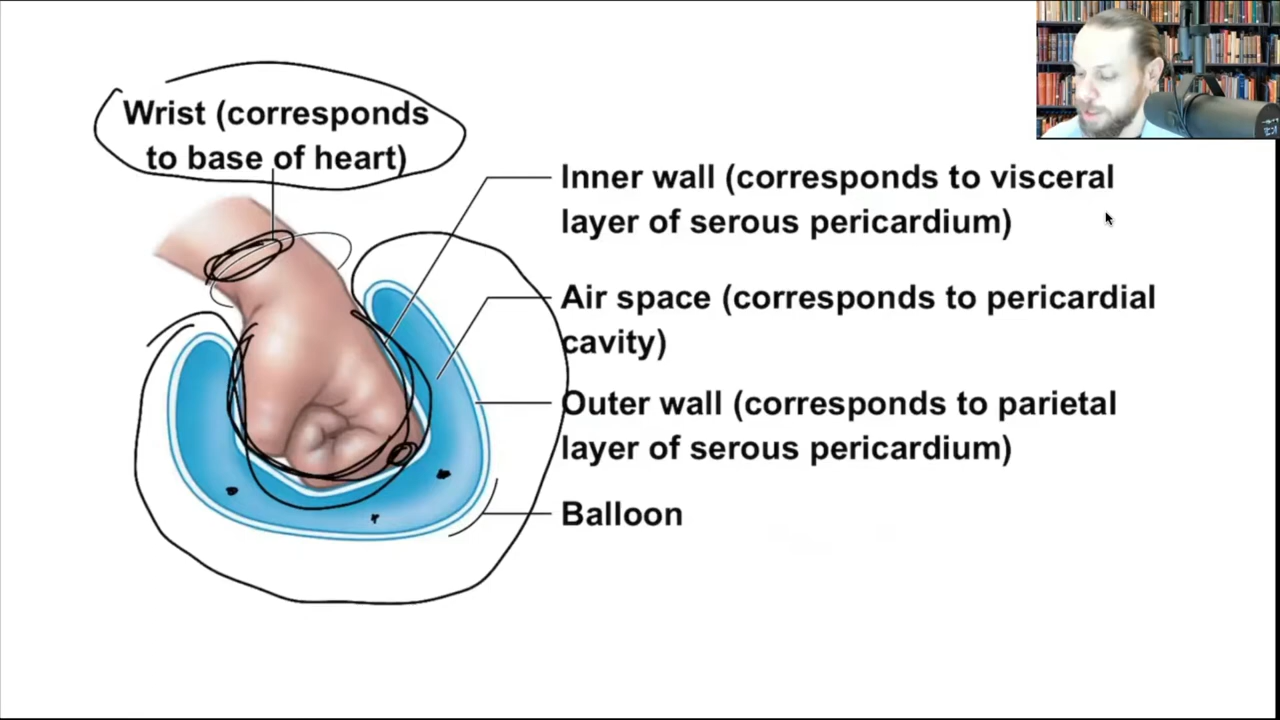 Wrist (corresponds
to base of heart)
Inner wall (corresponds to visceral
layer of serous pericardium)
Air space (corresponds to pericardial
cavity)
Outer wall (corresponds to parietal
layer of serous pericardium)
Balloon